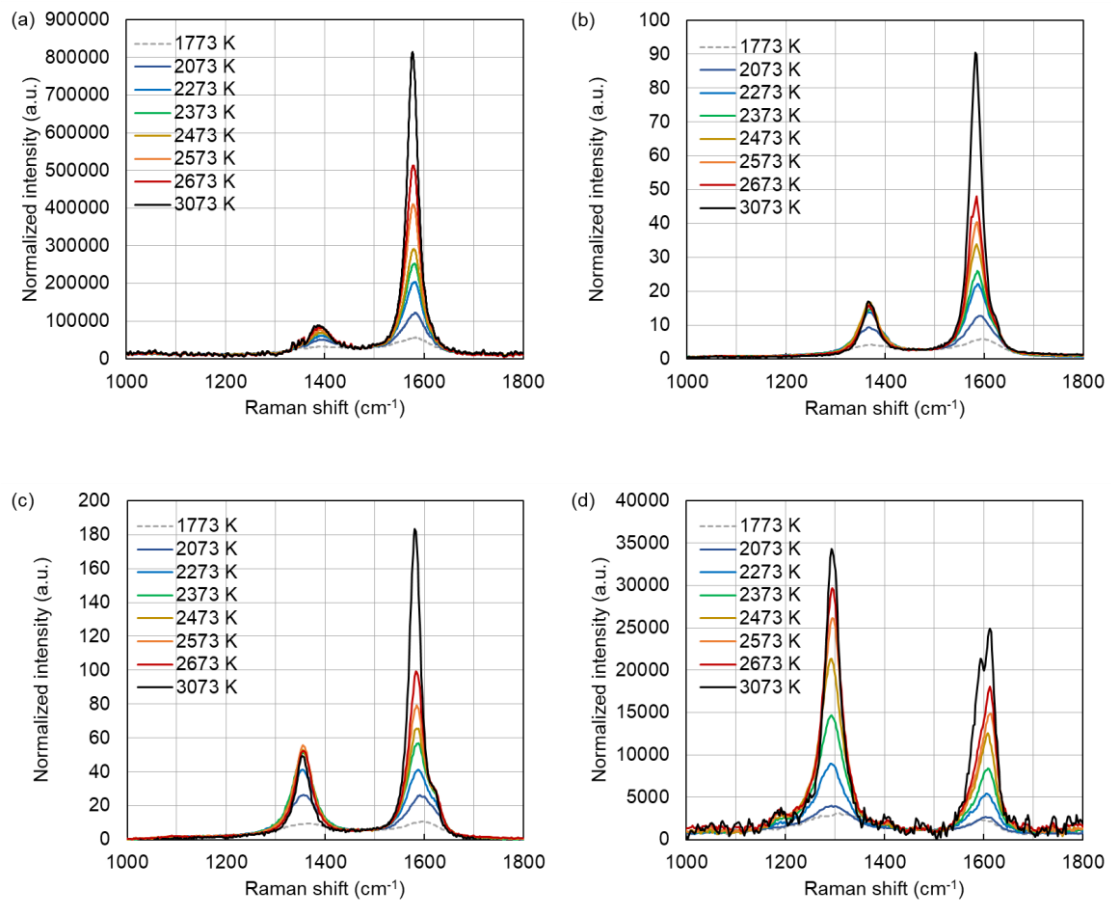 (a)
Normalized intensity (a.u.)
900000
800000
700000
600000
500000
400000
300000
200000
100000
0
1773 K
2073 K
2273 K
2373 K
2473 K
2573 K
2673 K
3073 K
1000 1200 1400 1600 1800
Raman shift (cm⁻¹)
(b)
Normalized intensity (a.u.)
100
90
80
70
60
50
40
30
20
10
0
1773 K
2073 K
2273 K
2373 K
2473 K
2573 K
2673 K
3073 K
1000 1200 1400 1600 1800
Raman shift (cm⁻¹)
(c)
Normalized intensity (a.u.)
200
180
160
140
120
100
80
60
40
20
0
1773 K
2073 K
2273 K
2373 K
2473 K
2573 K
2673 K
3073 K
1000 1200 1400 1600 1800
Raman shift (cm⁻¹)
(d)
Normalized intensity (a.u.)
40000
35000
30000
25000
20000
15000
10000
5000
0
1773 K
2073 K
2273 K
2373 K
2473 K
2573 K
2673 K
3073 K
1000 1200 1400 1600 1800
Raman shift (cm⁻¹)